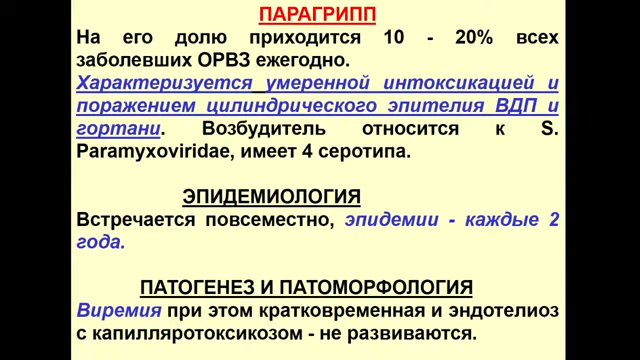 ПАРАГРИПП
На его долю приходится 10 - 20% всех
заболевших ОРВЗ ежегодно.
Характеризуется умеренной интоксикацией и
поражением цилиндрического эпителия ВДП и
гортани. Возбудитель относится к S.
Paramyxoviridae, имеет 4 серотипа.
ЭПИДЕМИОЛОГИЯ
Встречается повсеместно, эпидемии - каждые 2
года.
ПАТОГЕНЕЗ И ПАТОМОРФОЛОГИЯ
Виремия при этом кратковременная и эндотелиоз
с капилляротоксикозом - не развиваются.